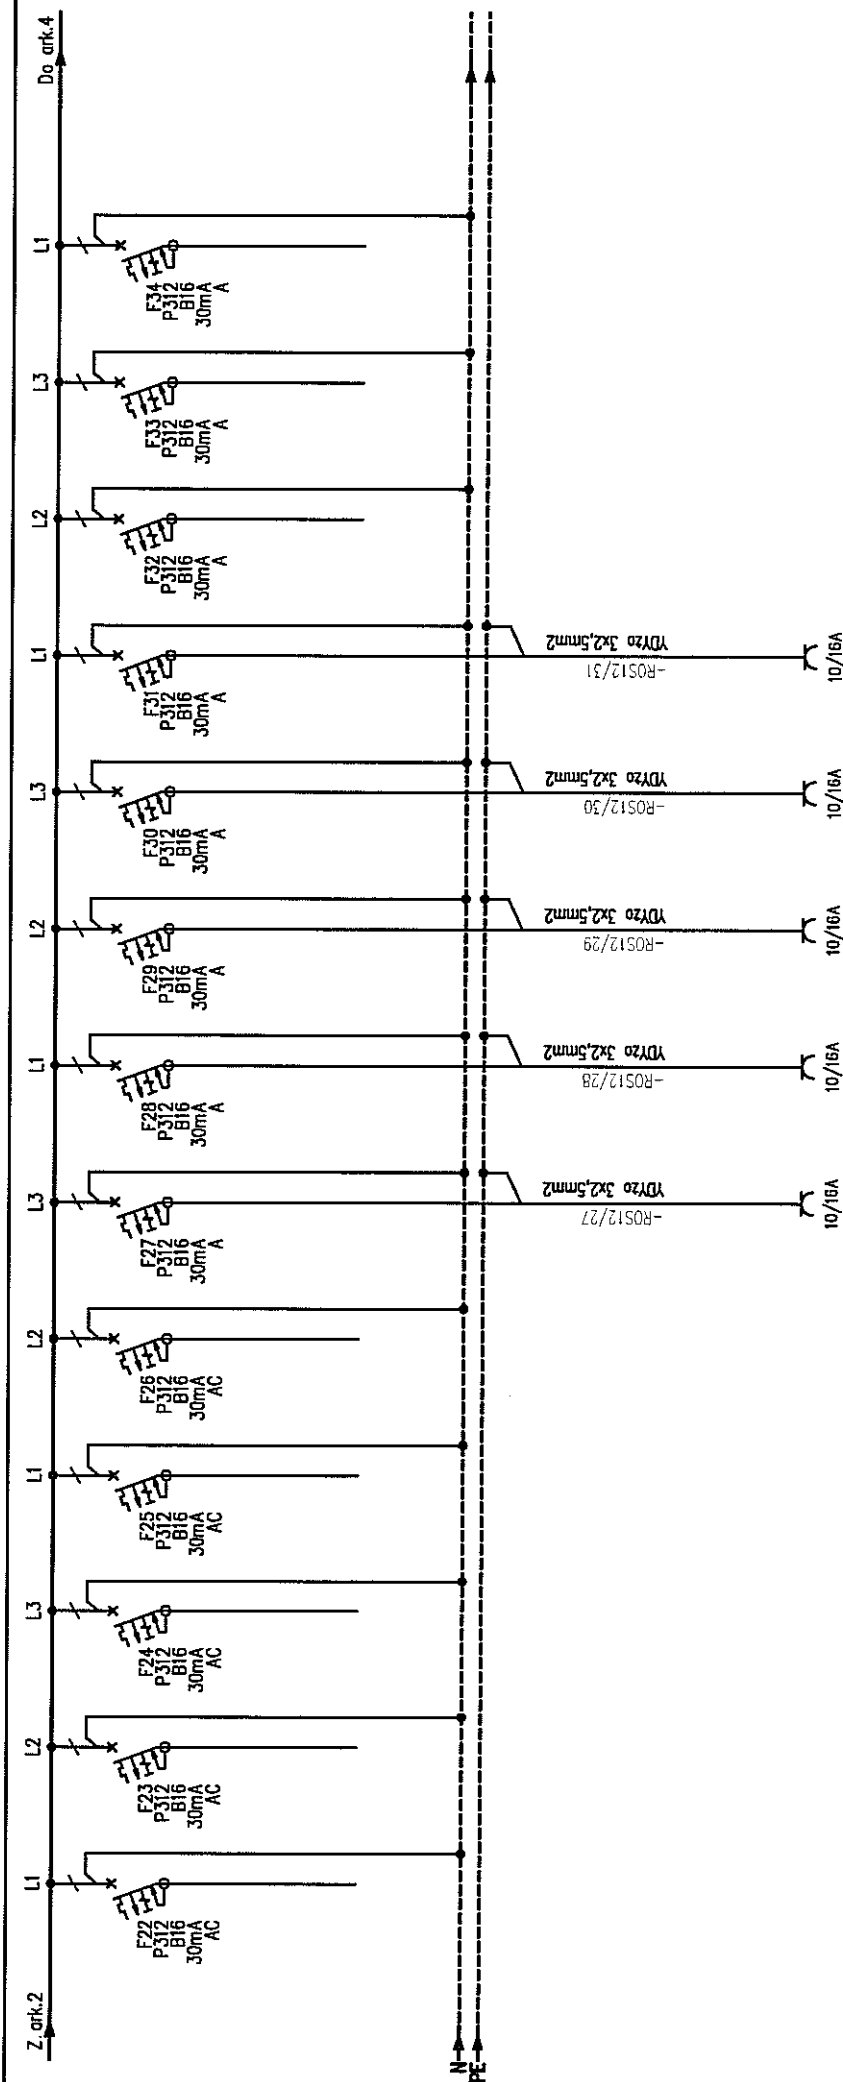 Z ark.2
L1
F22
P312
B16
30mA
AC
L2
F23
P312
B16
30mA
AC
L3
F24
P312
B16
30mA
AC
L1
F25
P312
B16
30mA
AC
L2
F26
P312
B16
30mA
AC
L3
F27
P312
B16
30mA
A
L1
F28
P312
B16
30mA
A
L2
F29
P312
B16
30mA
A
L3
F30
P312
B16
30mA
A
L1
F31
P312
B16
30mA
A
L2
F32
P312
B16
30mA
A
L3
F33
P312
B16
30mA
A
L1
F34
P312
B16
30mA
A
Do ark.4
N
PE
YDYżo 3x2,5mm2
-ROS12/27
10/16A
YDYżo 3x2,5mm2
-ROS12/28
10/16A
YDYżo 3x2,5mm2
-ROS12/29
10/16A
YDYżo 3x2,5mm2
-ROS12/30
10/16A
YDYżo 3x2,5mm2
-ROS12/31
10/16A